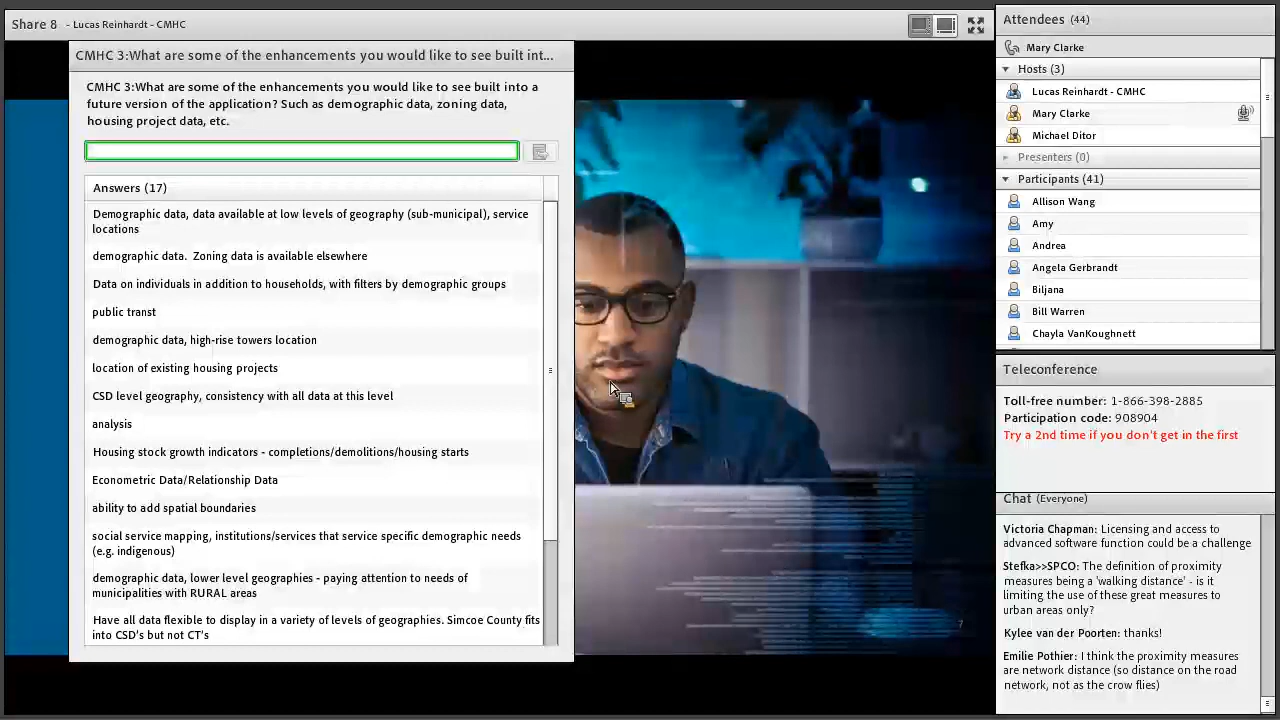 Share 8 - Lucas Reinhardt - CMHC
CMHC 3:What are some of the enhancements you would like to see built int...
CMHC 3:What are some of the enhancements you would like to see built into a
future version of the application? Such as demographic data, zoning data,
housing project data, etc.
Answers (17)
Demographic data, data available at low levels of geography (sub-municipal), service
locations
demographic data.  Zoning data is available elsewhere
Data on individuals in addition to households, with filters by demographic groups
public transt
demographic data, high-rise towers location
location of existing housing projects
CSD level geography, consistency with all data at this level
analysis
Housing stock growth indicators - completions/demolitions/housing starts
Econometric Data/Relationship Data
ability to add spatial boundaries
social service mapping, institutions/services that service specific demographic needs
(e.g. indigenous)
demographic data, lower level geographies - paying attention to needs of
municipalities with RURAL areas
display in a variety of levels of geographies. Simcoe County fits
into CSD's but not CT's
7
Attendees (44)
Mary Clarke
Hosts (3)
Lucas Reinhardt - CMHC
Mary Clarke
Michael Ditor
Presenters (0)
Participants (41)
Allison Wang
Amy
Andrea
Angela Gerbrandt
Biljana
Bill Warren
Chayla VanKoughnett
Teleconference
Toll-free number: 1-866-398-2885
Participation code: 908904
Try a 2nd time if you don't get in the first
Chat (Everyone)
Victoria Chapman: Licensing and access to
advanced software function could be a challenge
Stefka>>SPCO: The definition of proximity
measures being a "walking distance" - is it
limiting the use of these great measures to
urban areas only?
Kylee van der Poorten: thanks!
Emilie Potvin: I think the proximity measures
are network distance (so distance on the road
network, not as the crow flies)